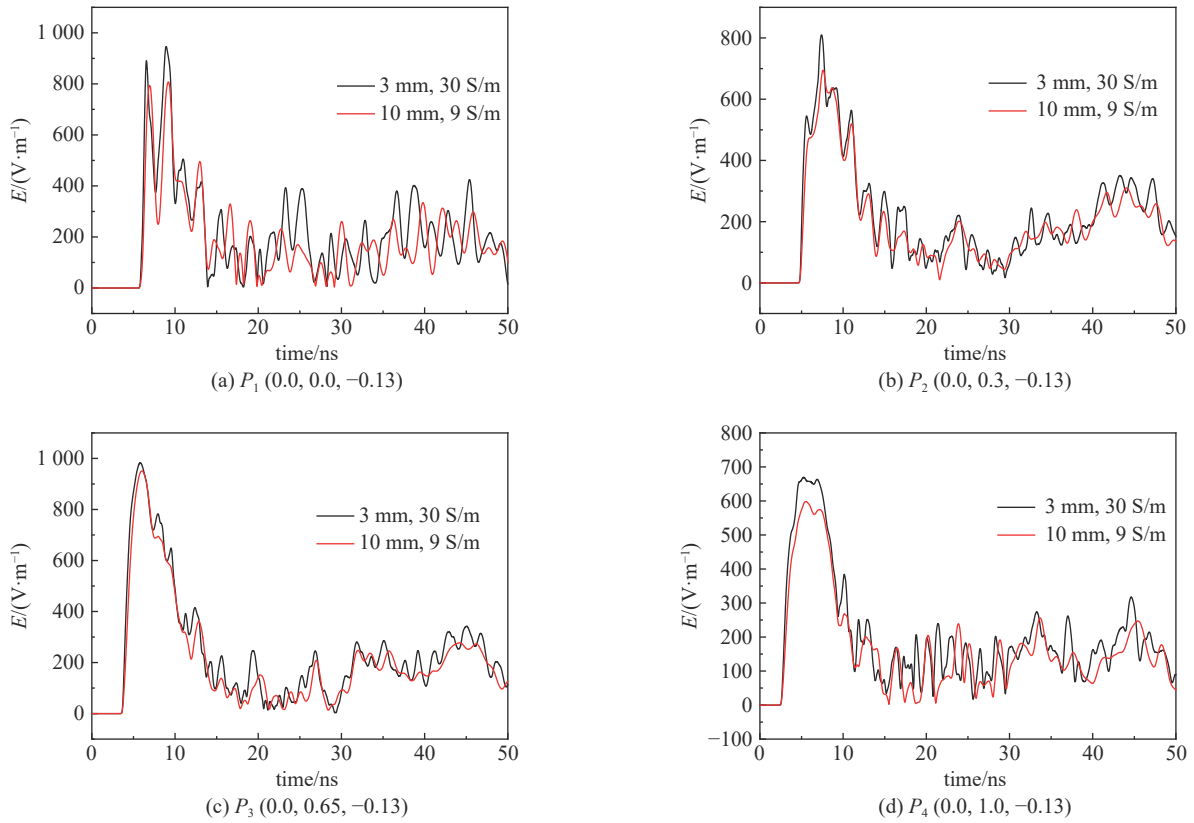 1 000
800
600
400
200
0
E/(V·m⁻¹)
3 mm, 30 S/m
10 mm, 9 S/m
0 10 20 30 40 50
time/ns
(a) P₁ (0.0, 0.0, −0.13)
800
600
400
200
0
E/(V·m⁻¹)
3 mm, 30 S/m
10 mm, 9 S/m
0 10 20 30 40 50
time/ns
(b) P₂ (0.0, 0.3, −0.13)
1 000
800
600
400
200
0
E/(V·m⁻¹)
3 mm, 30 S/m
10 mm, 9 S/m
0 10 20 30 40 50
time/ns
(c) P₃ (0.0, 0.65, −0.13)
800
700
600
500
400
300
200
100
0
−100
E/(V·m⁻¹)
3 mm, 30 S/m
10 mm, 9 S/m
0 10 20 30 40 50
time/ns
(d) P₄ (0.0, 1.0, −0.13)